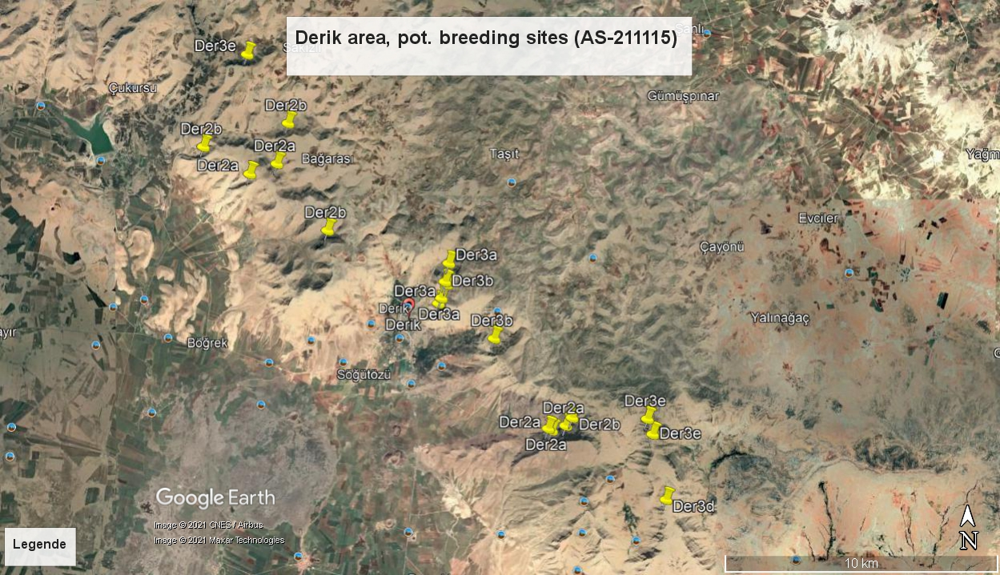 Derik area, pot. breeding sites (AS-211115)
Şanlı
Der3e
Sakızlı
Çukursu
Gümüşpınar
Der2b
Der2b
Der2a
Taşıt
Yağm
Bağarası
Der2a
Der2b
Evciler
Çayönü
Der3a
Der3b
Der3a
Derik
Der3a
Yalınağaç
Der3b
Derik
ayır
Böğrek
Söğütözü
Der3e
Der2a
Der2a
Der2b
Der3e
Der2a
Google Earth
Der3d
Image © 2021 CNES / Airbus
Image © 2021 Maxar Technologies
N
Legende
10 km